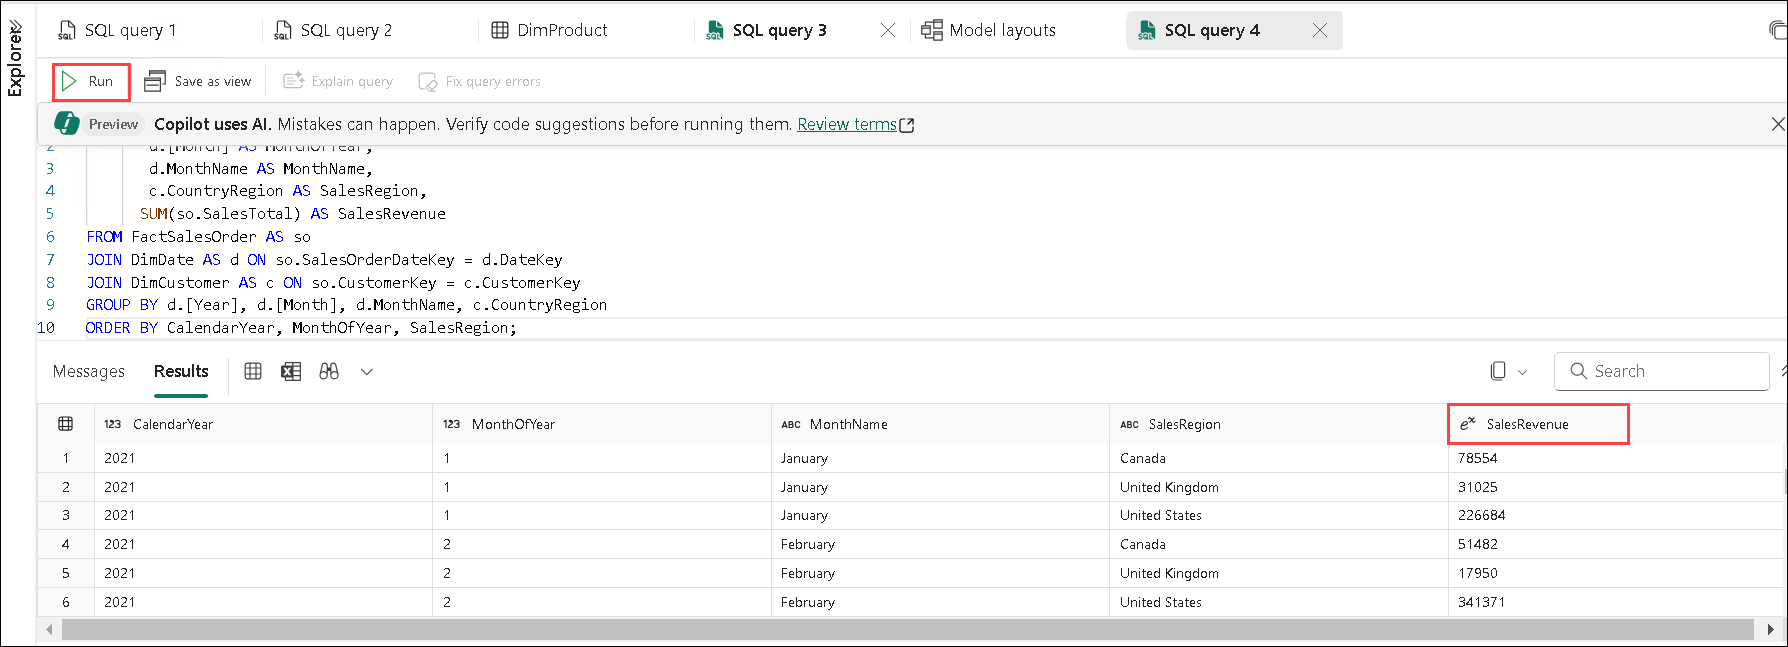 Explorer
SQL query 1
SQL query 2
DimProduct
SQL query 3
Model layouts
SQL query 4
Run
Save as view
Explain query
Fix query errors
Preview
Copilot uses AI. Mistakes can happen. Verify code suggestions before running them. Review terms
2 d.[Month] AS MonthOfYear,
3 d.MonthName AS MonthName,
4 c.CountryRegion AS SalesRegion,
5 SUM(so.SalesTotal) AS SalesRevenue
6 FROM FactSalesOrder AS so
7 JOIN DimDate AS d ON so.SalesOrderDateKey = d.DateKey
8 JOIN DimCustomer AS c ON so.CustomerKey = c.CustomerKey
9 GROUP BY d.[Year], d.[Month], d.MonthName, c.CountryRegion
10 ORDER BY CalendarYear, MonthOfYear, SalesRegion;
Messages
Results
Search
123 CalendarYear 123 MonthOfYear ABC MonthName ABC SalesRegion eˣ SalesRevenue
1 2021 1 January Canada 78554
2 2021 1 January United Kingdom 31025
3 2021 1 January United States 226684
4 2021 2 February Canada 51482
5 2021 2 February United Kingdom 17950
6 2021 2 February United States 341371